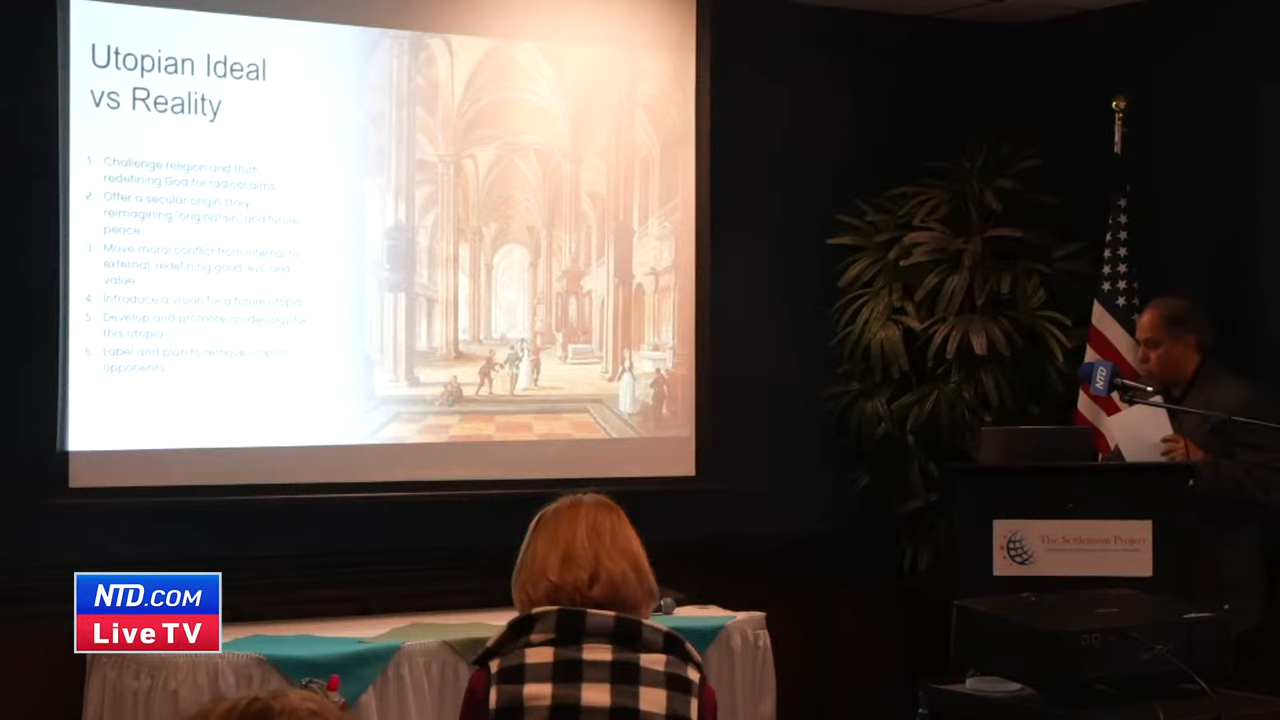 Utopian Ideal
vs Reality
1. Challenge religion and truth,
redefining God for radical aims.
2. Offer a secular origin story,
reimagining "original sin" and future
peace.
3. Move moral conflict from internal to
external, redefining good, evil, and
value.
4. Introduce a vision for a future utopia.
5. Develop and promote an ideology for
this utopia.
6. Label and plan to remove utopia's
opponents.
NTD
The Settlement Project
NTD.COM
Live TV